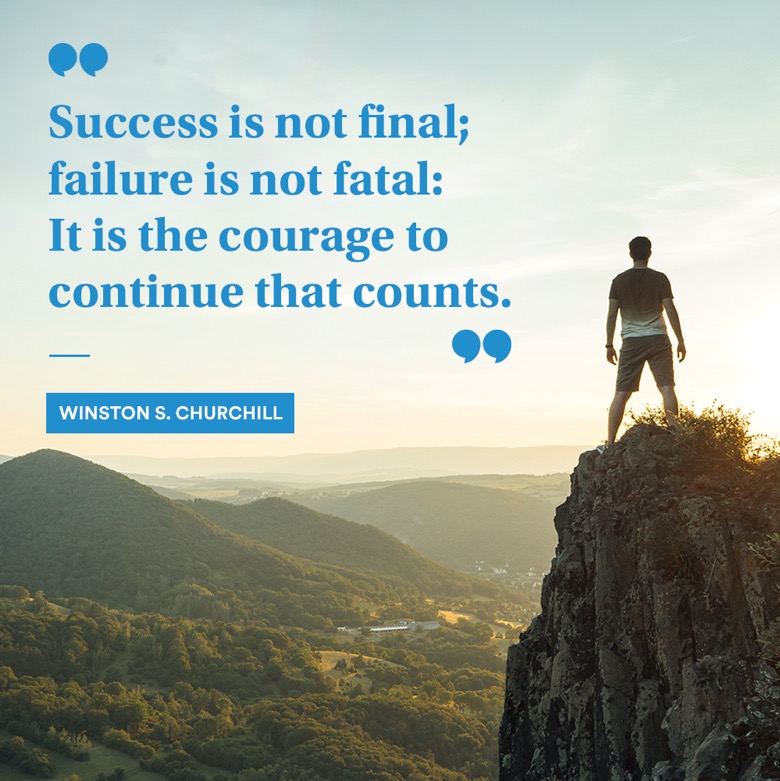 Success is not final;
failure is not fatal:
It is the courage to
continue that counts.
WINSTON S. CHURCHILL